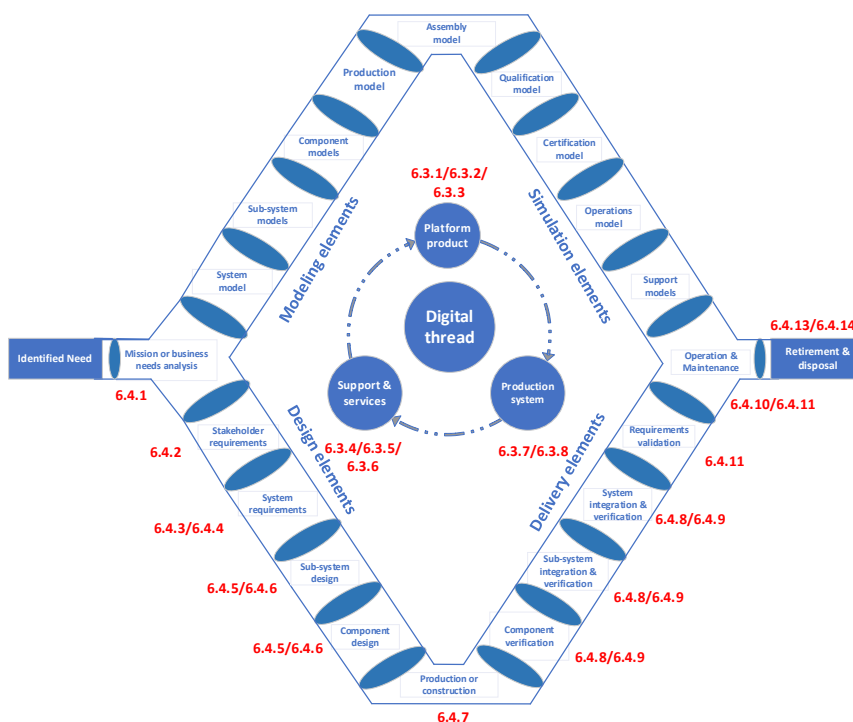 Assembly
model
Production
model
Qualification
model
Component
models
Certification
model
Sub-system
models
Operations
model
System
model
Support
models
Modeling elements
Simulation elements
6.3.1/6.3.2/
6.3.3
Platform
product
Digital
thread
Support &
services
Production
system
6.3.4/6.3.5/
6.3.6
6.3.7/6.3.8
Identified Need
Mission or business
needs analysis
6.4.1
Operation &
Maintenance
6.4.13/6.4.14
Retirement &
disposal
6.4.10/6.4.11
Design elements
Delivery elements
Stakeholder
requirements
6.4.2
System
requirements
6.4.3/6.4.4
Sub-system
design
6.4.5/6.4.6
Component
design
6.4.5/6.4.6
Production or
construction
6.4.7
Requirements
validation
6.4.11
System
integration &
verification
6.4.8/6.4.9
Sub-system
integration &
verification
6.4.8/6.4.9
Component
verification
6.4.8/6.4.9